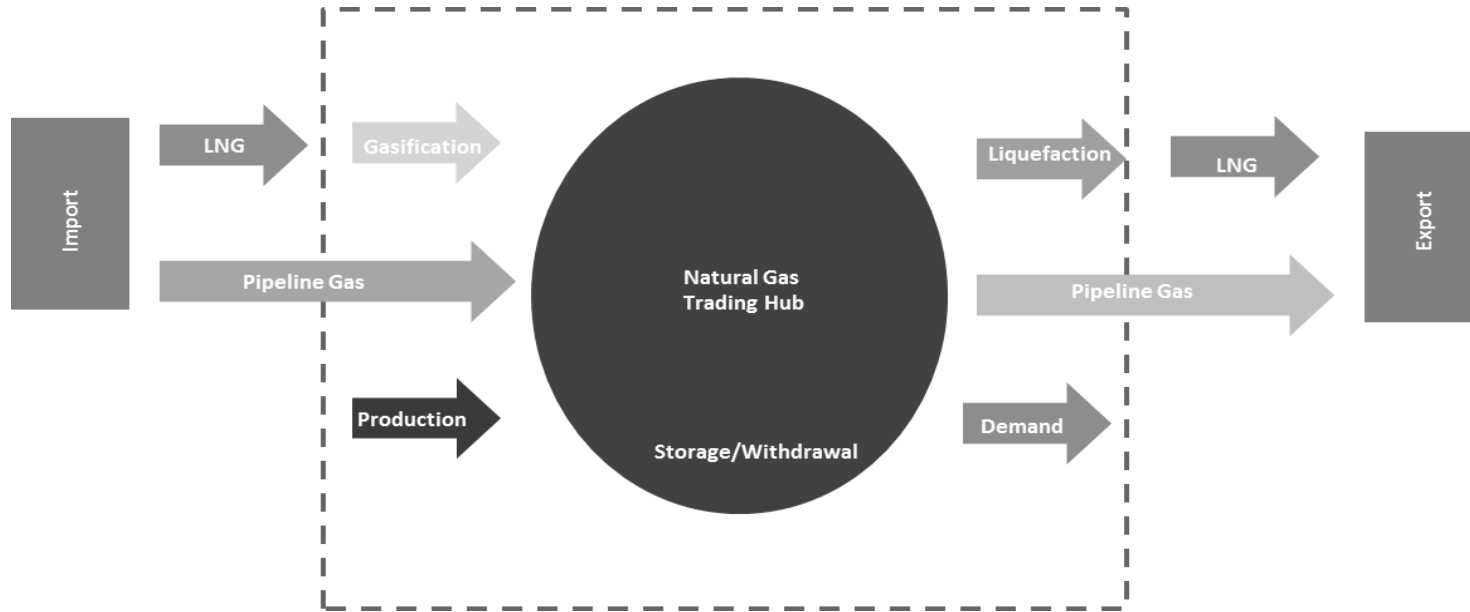 Import
LNG
Gasification
Pipeline Gas
Production
Natural Gas
Trading Hub
Storage/Withdrawal
Liquefaction
LNG
Pipeline Gas
Demand
Export